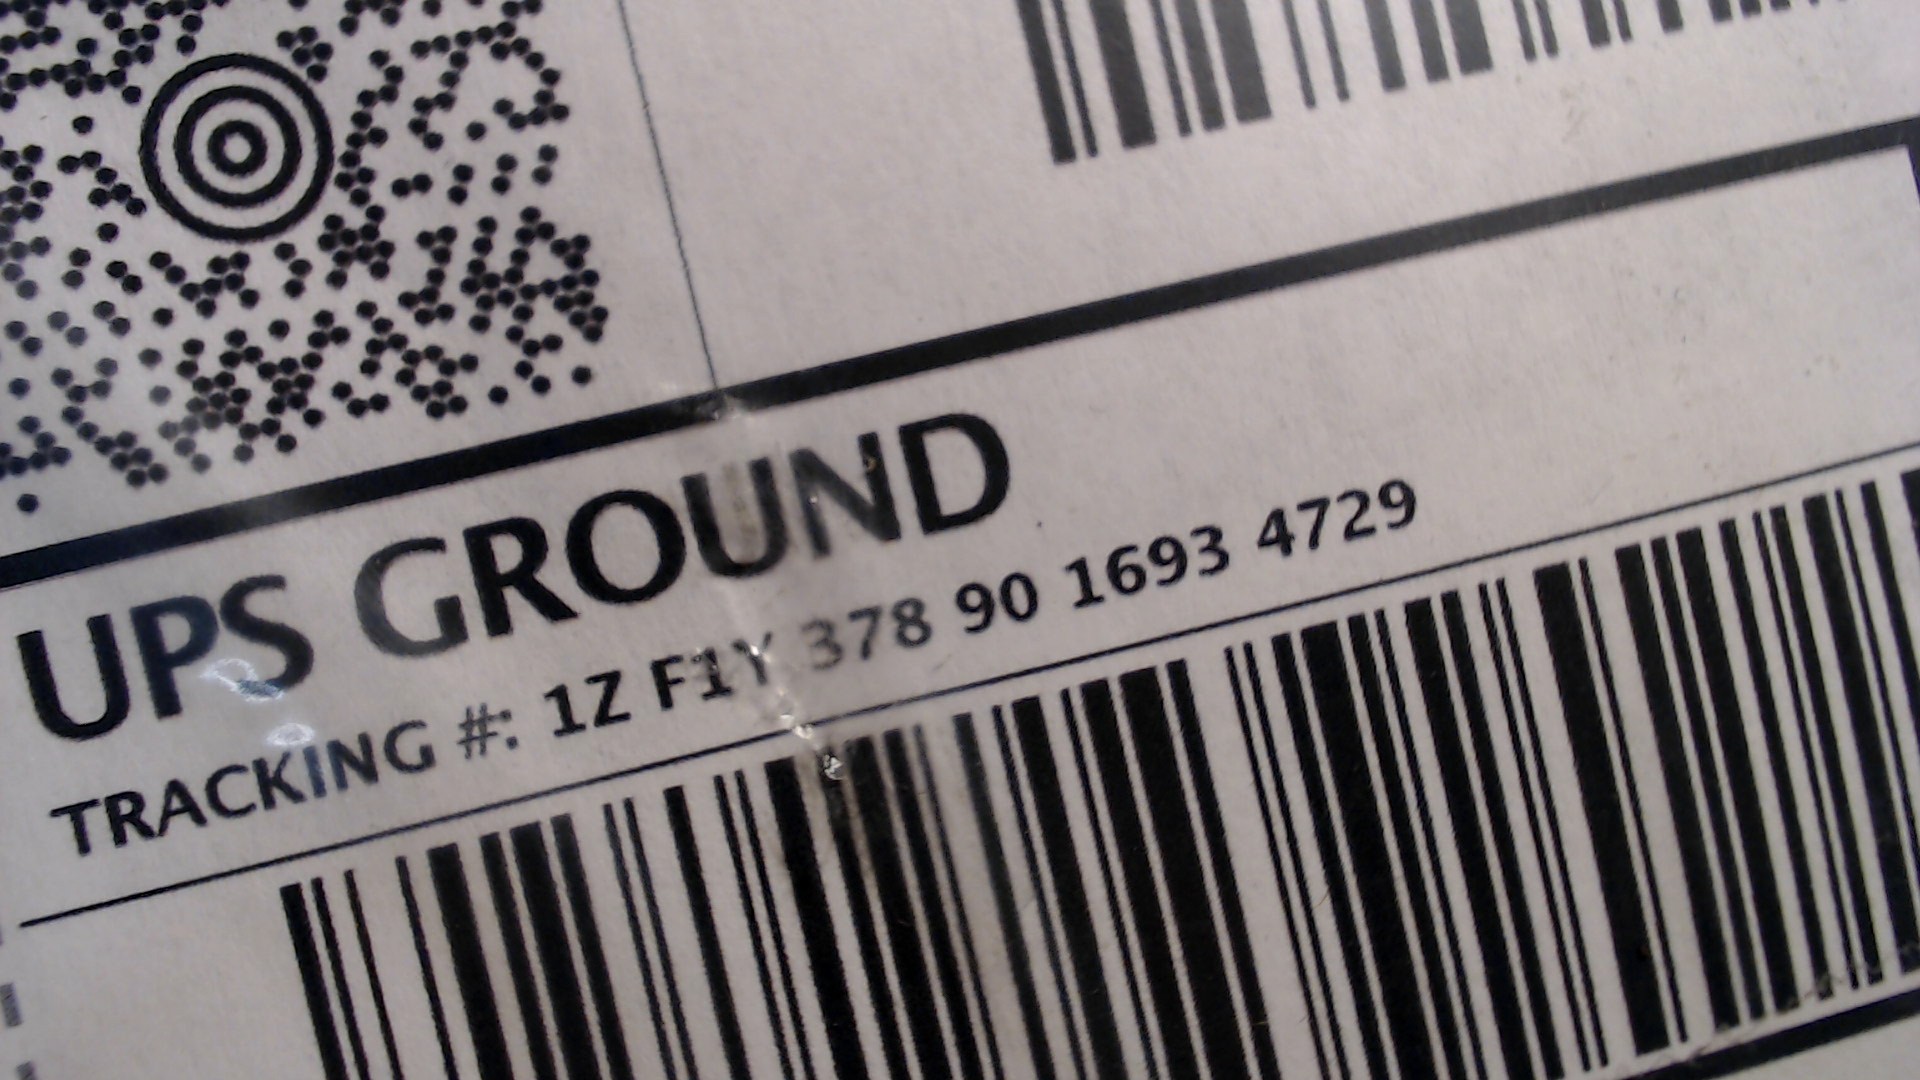 UPS GROUND
TRACKING #: 1Z F1Y 378 90 1693 4729